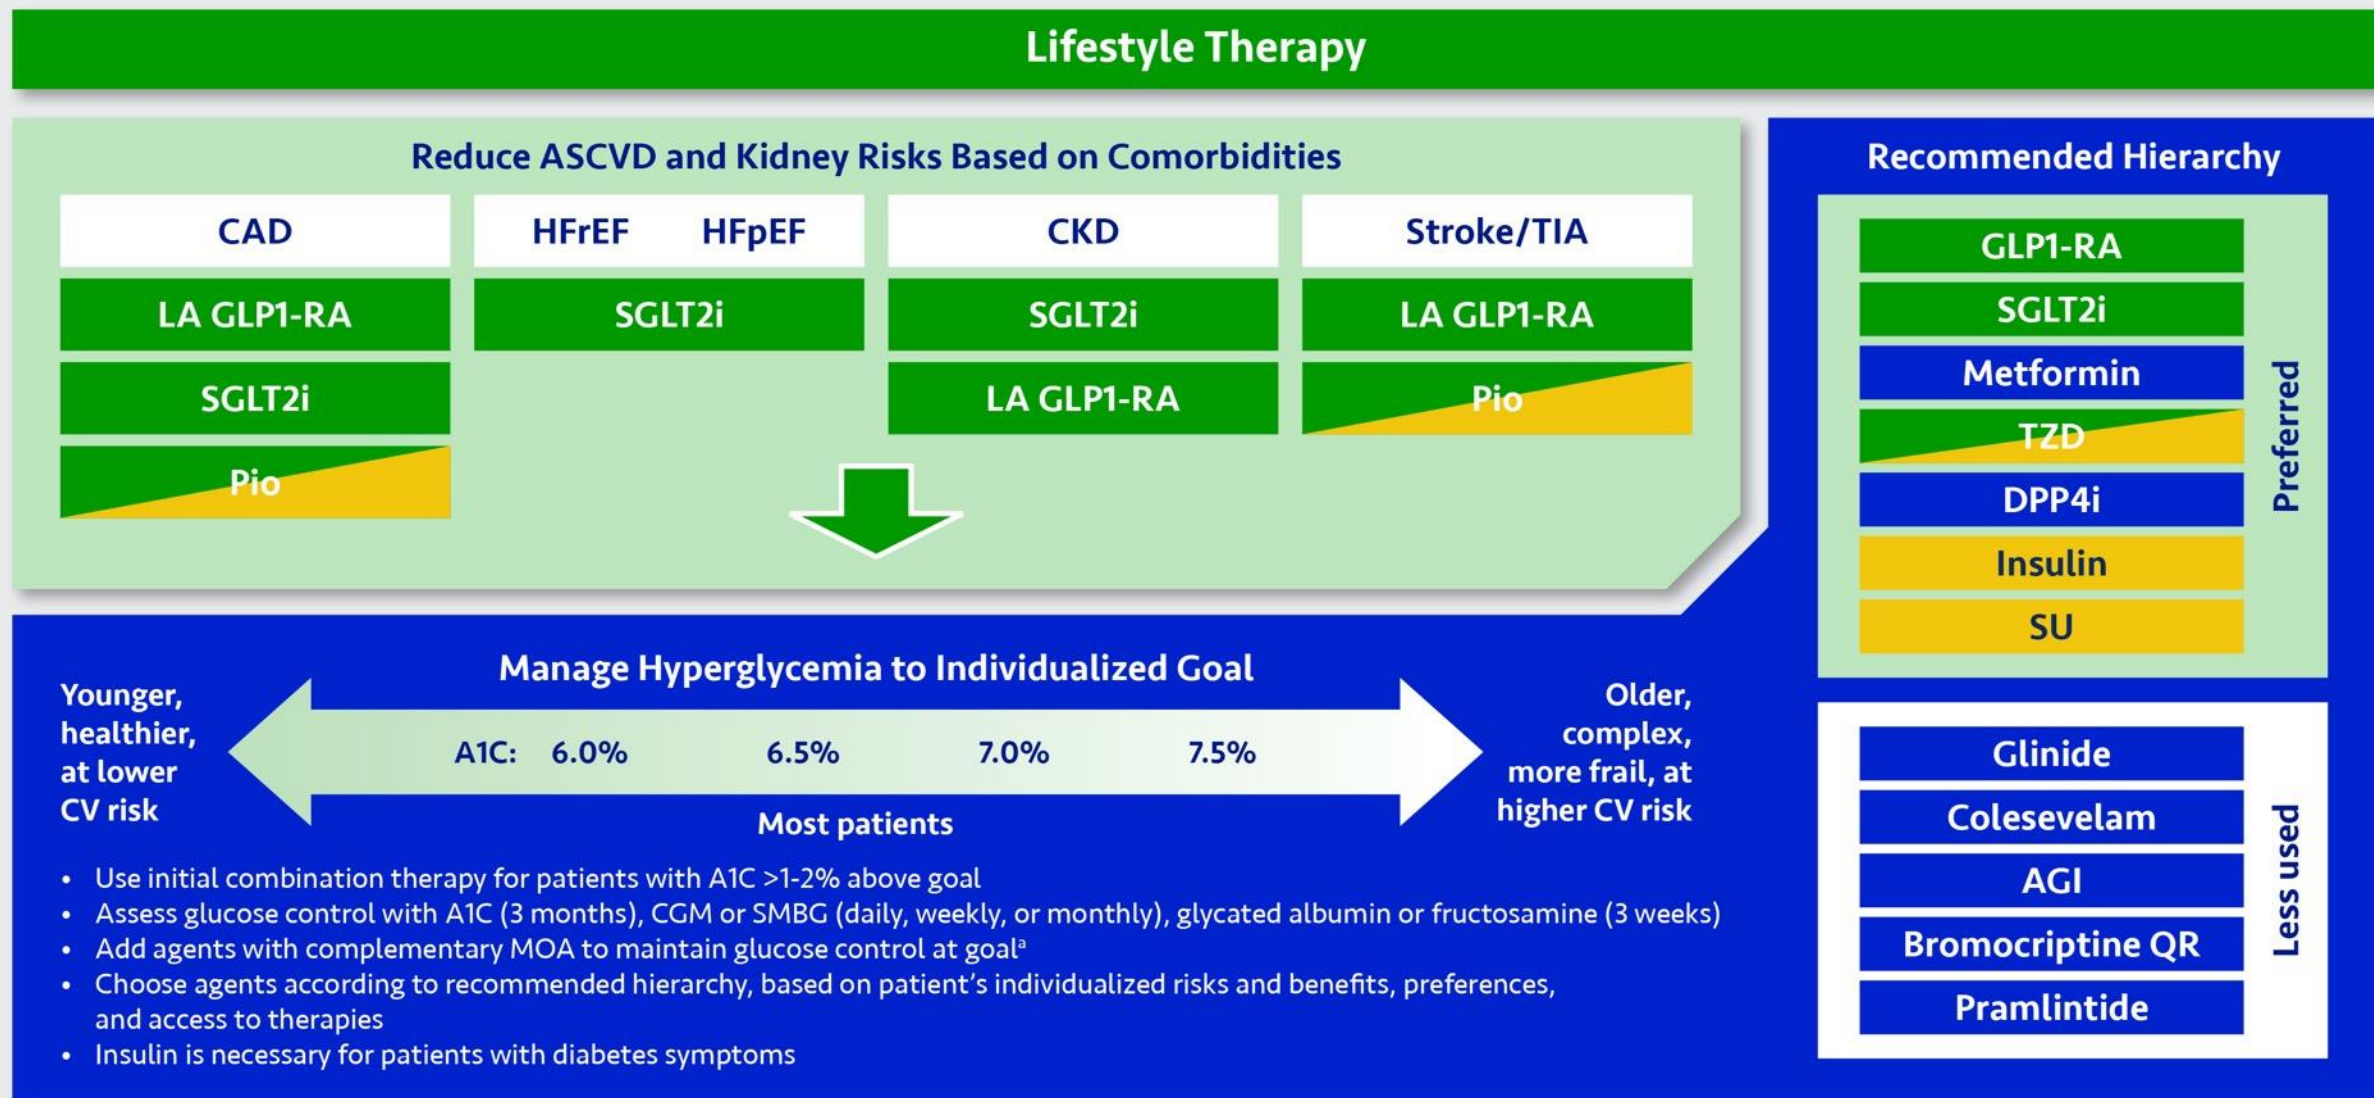 Lifestyle Therapy
Reduce ASCVD and Kidney Risks Based on Comorbidities
CAD
LA GLP1-RA
SGLT2i
Pio
HFrEF HFpEF
SGLT2i
CKD
SGLT2i
LA GLP1-RA
Stroke/TIA
LA GLP1-RA
Pio
Manage Hyperglycemia to Individualized Goal
Younger,
healthier,
at lower
CV risk
A1C: 6.0% 6.5% 7.0% 7.5%
Most patients
Older,
complex,
more frail, at
higher CV risk
• Use initial combination therapy for patients with A1C >1-2% above goal
• Assess glucose control with A1C (3 months), CGM or SMBG (daily, weekly, or monthly), glycated albumin or fructosamine (3 weeks)
• Add agents with complementary MOA to maintain glucose control at goalᵃ
• Choose agents according to recommended hierarchy, based on patient’s individualized risks and benefits, preferences,
and access to therapies
• Insulin is necessary for patients with diabetes symptoms
Recommended Hierarchy
GLP1-RA
SGLT2i
Metformin
TZD
DPP4i
Insulin
SU
Preferred
Glinide
Colesevelam
AGI
Bromocriptine QR
Pramlintide
Less used